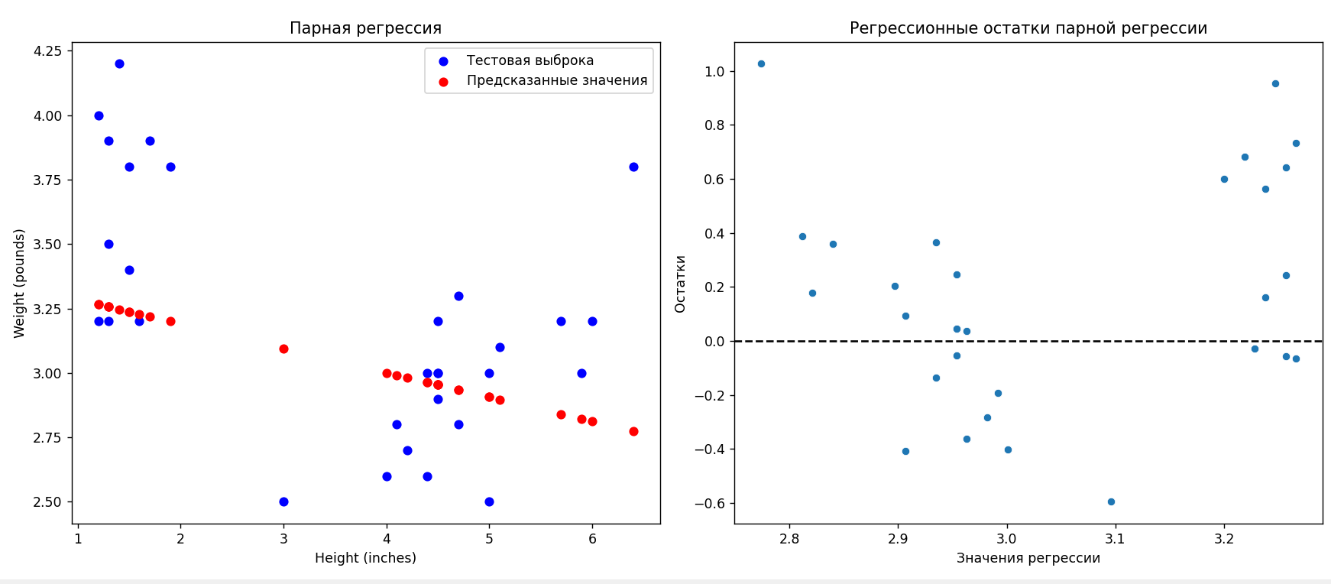 Парная регрессия
Тестовая выброка
Предсказанные значения
Weight (pounds)
4.25
4.00
3.75
3.50
3.25
3.00
2.75
2.50
1 2 3 4 5 6
Height (inches)
Регрессионные остатки парной регрессии
Остатки
1.0
0.8
0.6
0.4
0.2
0.0
−0.2
−0.4
−0.6
2.8 2.9 3.0 3.1 3.2
Значения регрессии